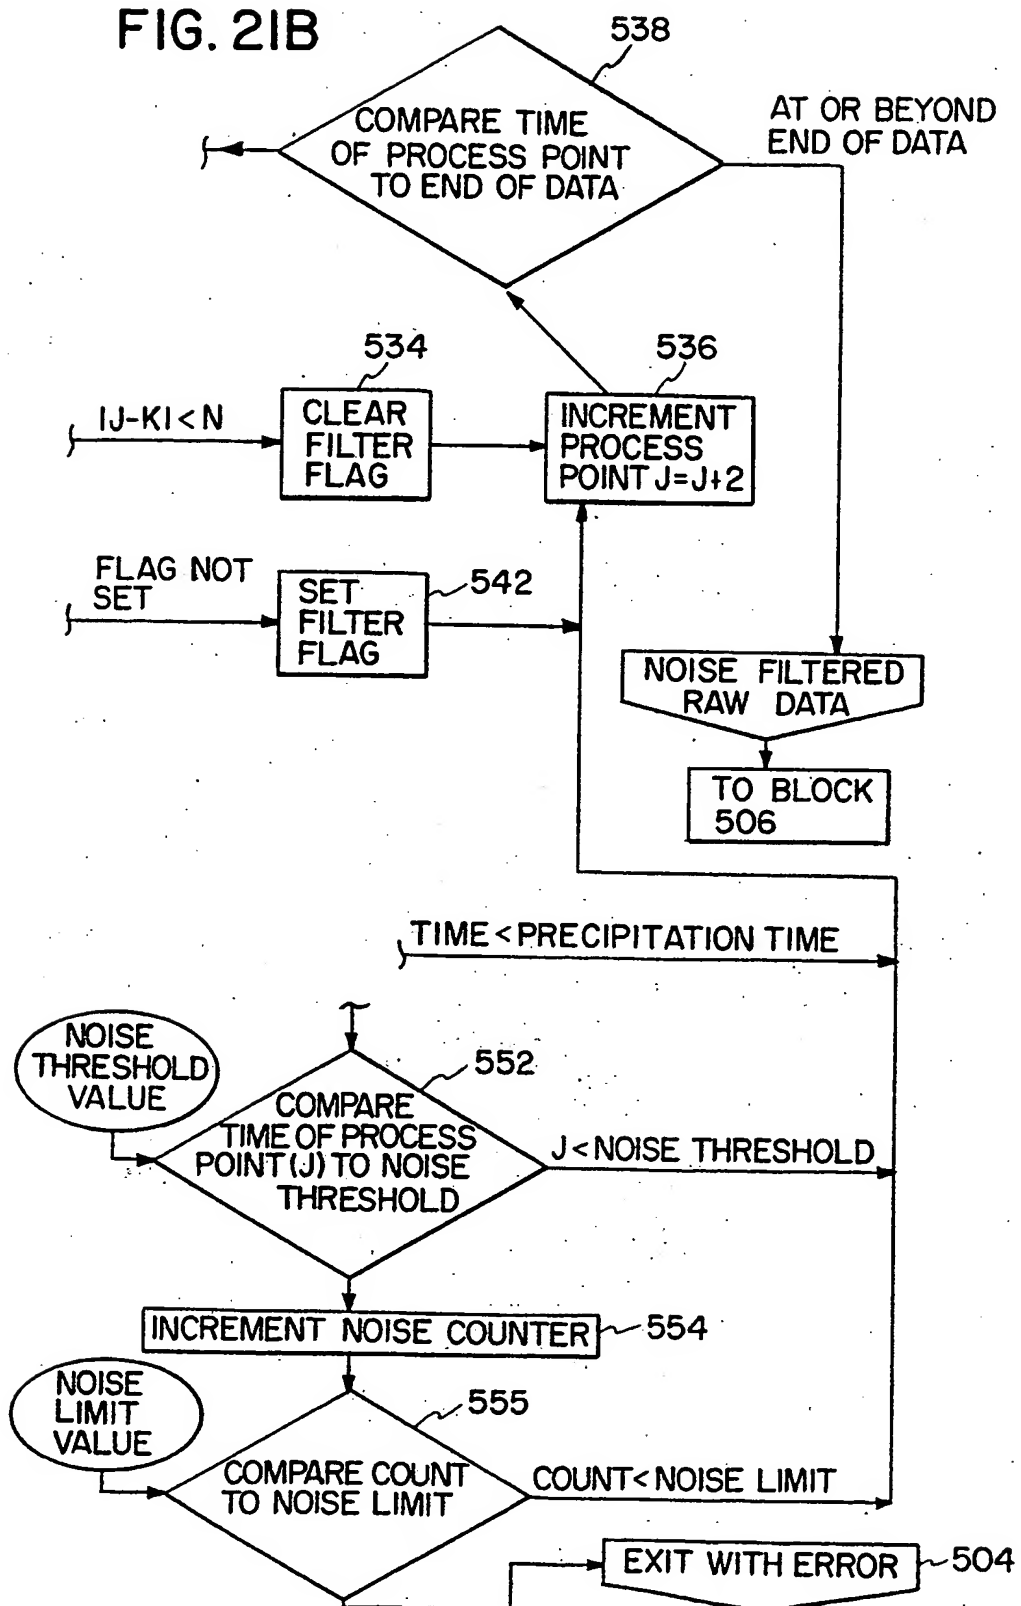 FIG. 21B
538
COMPARE TIME
OF PROCESS POINT
TO END OF DATA
AT OR BEYOND
END OF DATA
534
536
|J-K|<N
CLEAR
FILTER
FLAG
INCREMENT
PROCESS
POINT J=J+2
FLAG NOT
SET
SET
FILTER
FLAG
542
NOISE FILTERED
RAW DATA
TO BLOCK
506
TIME<PRECIPITATION TIME
NOISE
THRESHOLD
VALUE
552
COMPARE
TIME OF PROCESS
POINT (J) TO NOISE
THRESHOLD
J<NOISE THRESHOLD
INCREMENT NOISE COUNTER
554
NOISE
LIMIT
VALUE
555
COMPARE COUNT
TO NOISE LIMIT
COUNT<NOISE LIMIT
EXIT WITH ERROR
504